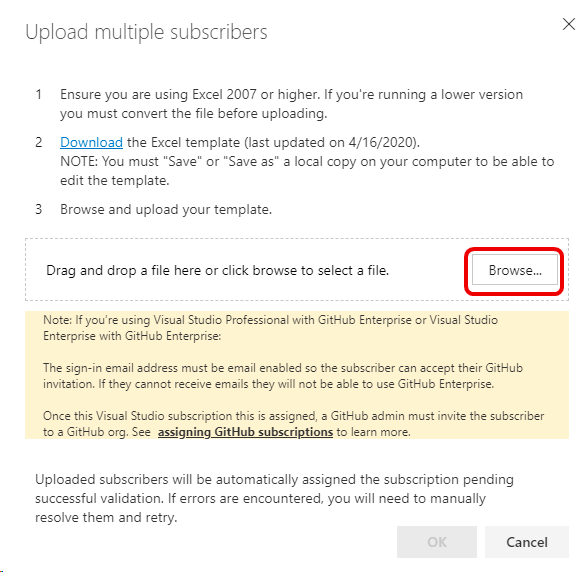 Upload multiple subscribers
1 Ensure you are using Excel 2007 or higher. If you're running a lower version
you must convert the file before uploading.
2 Download the Excel template (last updated on 4/16/2020).
NOTE: You must "Save" or "Save as" a local copy on your computer to be able to
edit the template.
3 Browse and upload your template.
Drag and drop a file here or click browse to select a file.
Browse...
Note: If you're using Visual Studio Professional with GitHub Enterprise or Visual Studio
Enterprise with GitHub Enterprise:
The sign-in email address must be email enabled so the subscriber can accept their GitHub
invitation. If they cannot receive emails they will not be able to use GitHub Enterprise.
Once this Visual Studio subscription this is assigned, a GitHub admin must invite the subscriber
to a GitHub org. See assigning GitHub subscriptions to learn more.
Uploaded subscribers will be automatically assigned the subscription pending
successful validation. If errors are encountered, you will need to manually
resolve them and retry.
OK
Cancel